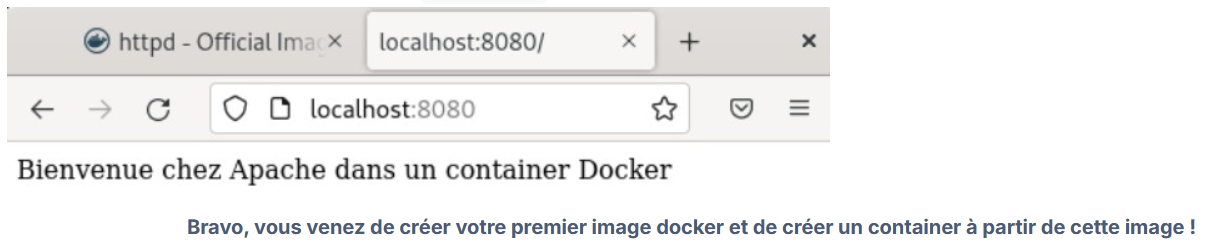 httpd - Official Imag
localhost:8080/
localhost:8080
Bienvenue chez Apache dans un container Docker
Bravo, vous venez de créer votre premier image docker et de créer un container à partir de cette image !